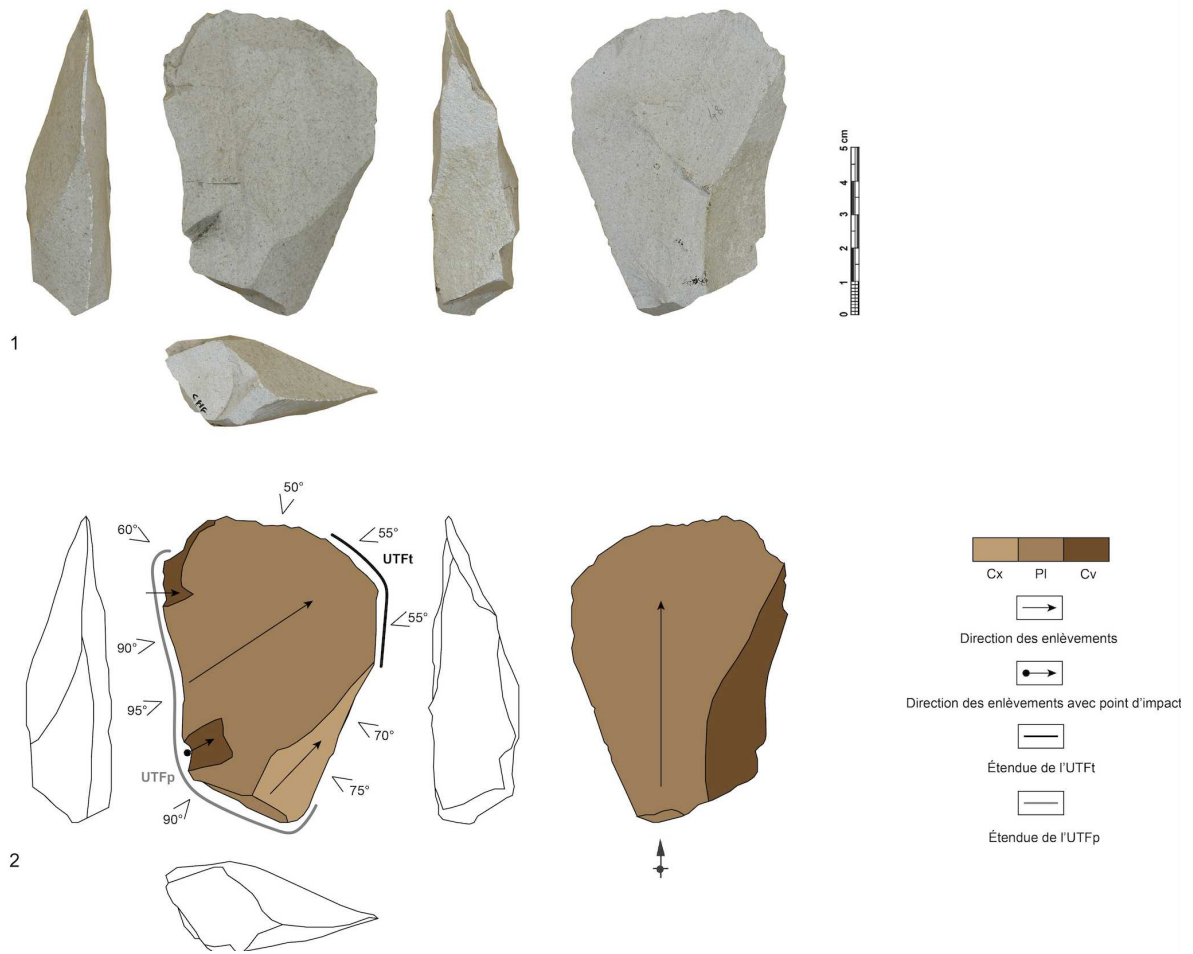 48
5 cm
4
3
2
1
0
1
CHF
50°
60°
55°
UTFt
55°
90°
95°
70°
UTFp
75°
90°
2
Cx
Pl
Cv
Direction des enlèvements
Direction des enlèvements avec point d'impact
Étendue de l'UTFt
Étendue de l'UTFp